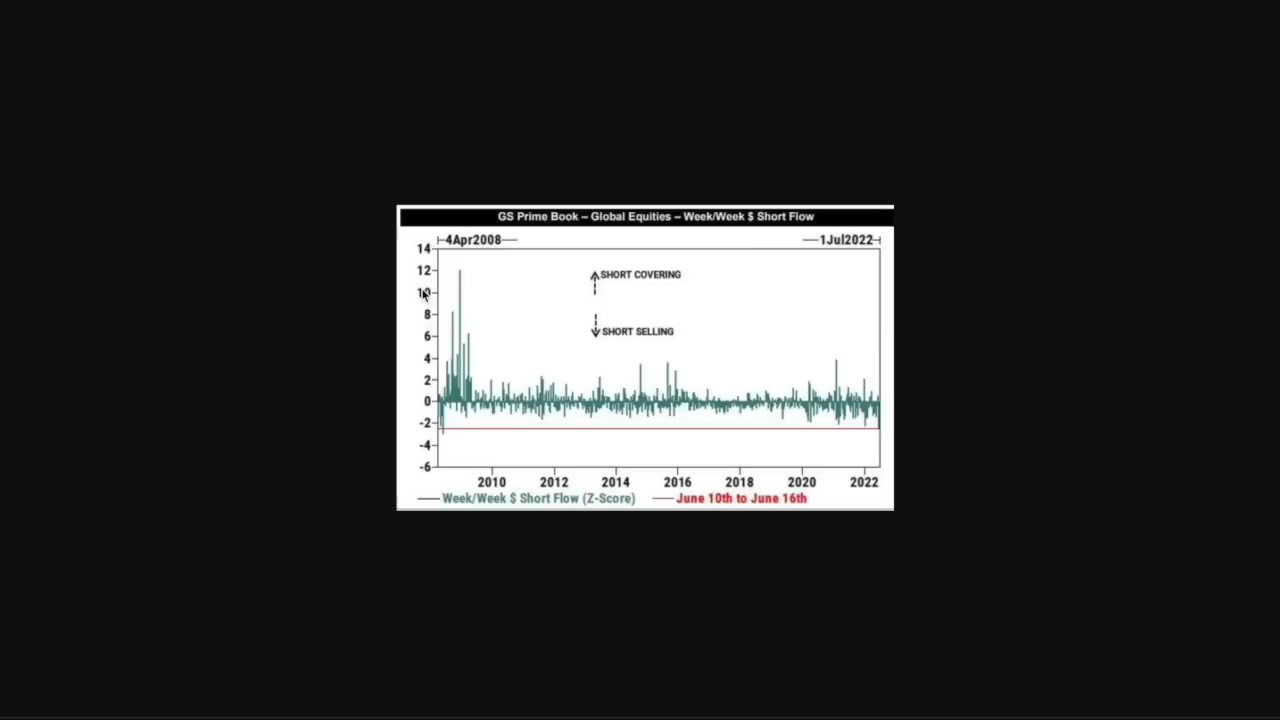 GS Prime Book – Global Equities – Week/Week $ Short Flow
4Apr2008
1Jul2022
14
12
SHORT COVERING
10
8
SHORT SELLING
6
4
2
0
-2
-4
-6
2010 2012 2014 2016 2018 2020 2022
Week/Week $ Short Flow (Z-Score) June 10th to June 16th